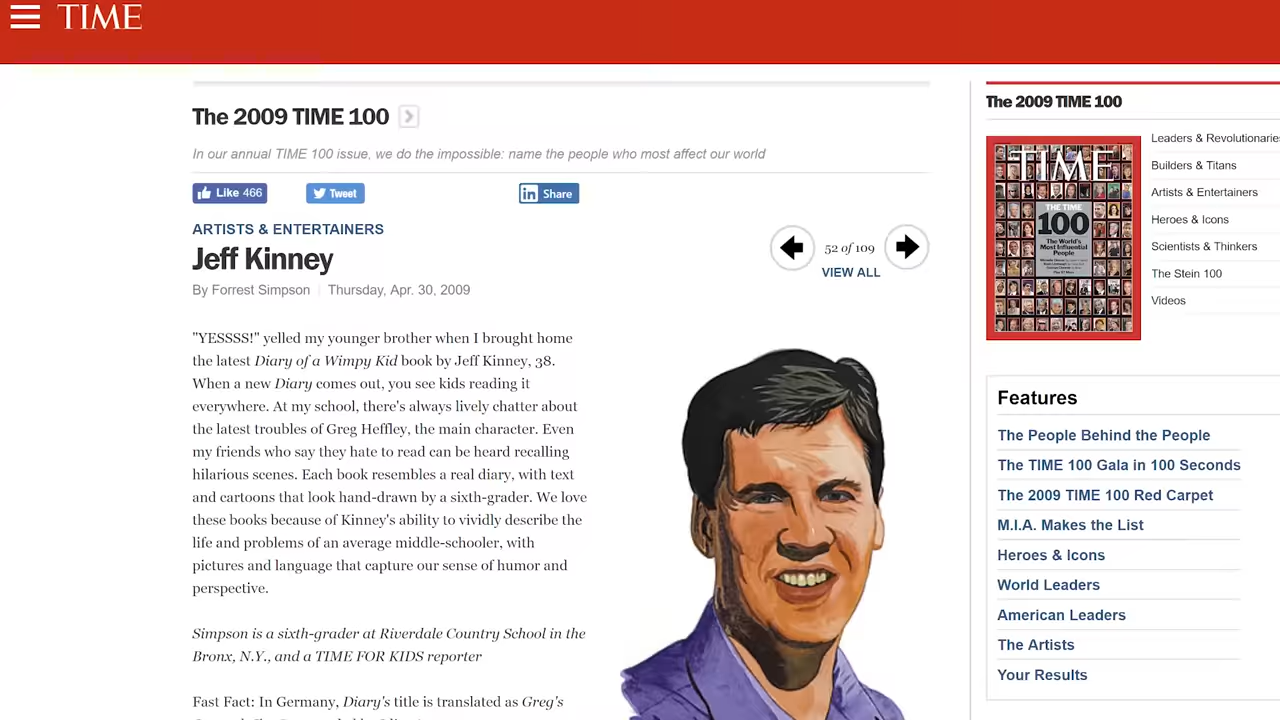 TIME
The 2009 TIME 100
In our annual TIME 100 issue, we do the impossible: name the people who most affect our world
Like 466
Tweet
in Share
ARTISTS & ENTERTAINERS
Jeff Kinney
By Forrest Simpson | Thursday, Apr. 30, 2009
52 of 109
VIEW ALL
"YESSSS!" yelled my younger brother when I brought home
the latest Diary of a Wimpy Kid book by Jeff Kinney, 38.
When a new Diary comes out, you see kids reading it
everywhere. At my school, there's always lively chatter about
the latest troubles of Greg Heffley, the main character. Even
my friends who say they hate to read can be heard recalling
hilarious scenes. Each book resembles a real diary, with text
and cartoons that look hand-drawn by a sixth-grader. We love
these books because of Kinney's ability to vividly describe the
life and problems of an average middle-schooler, with
pictures and language that capture our sense of humor and
perspective.
Simpson is a sixth-grader at Riverdale Country School in the
Bronx, N.Y., and a TIME FOR KIDS reporter
Fast Fact: In Germany, Diary's title is translated as Greg's
The 2009 TIME 100
TIME
THE TIME
100
The World's
Most Influential
People
Leaders & Revolutionaries
Builders & Titans
Artists & Entertainers
Heroes & Icons
Scientists & Thinkers
The Stein 100
Videos
Features
The People Behind the People
The TIME 100 Gala in 100 Seconds
The 2009 TIME 100 Red Carpet
M.I.A. Makes the List
Heroes & Icons
World Leaders
American Leaders
The Artists
Your Results